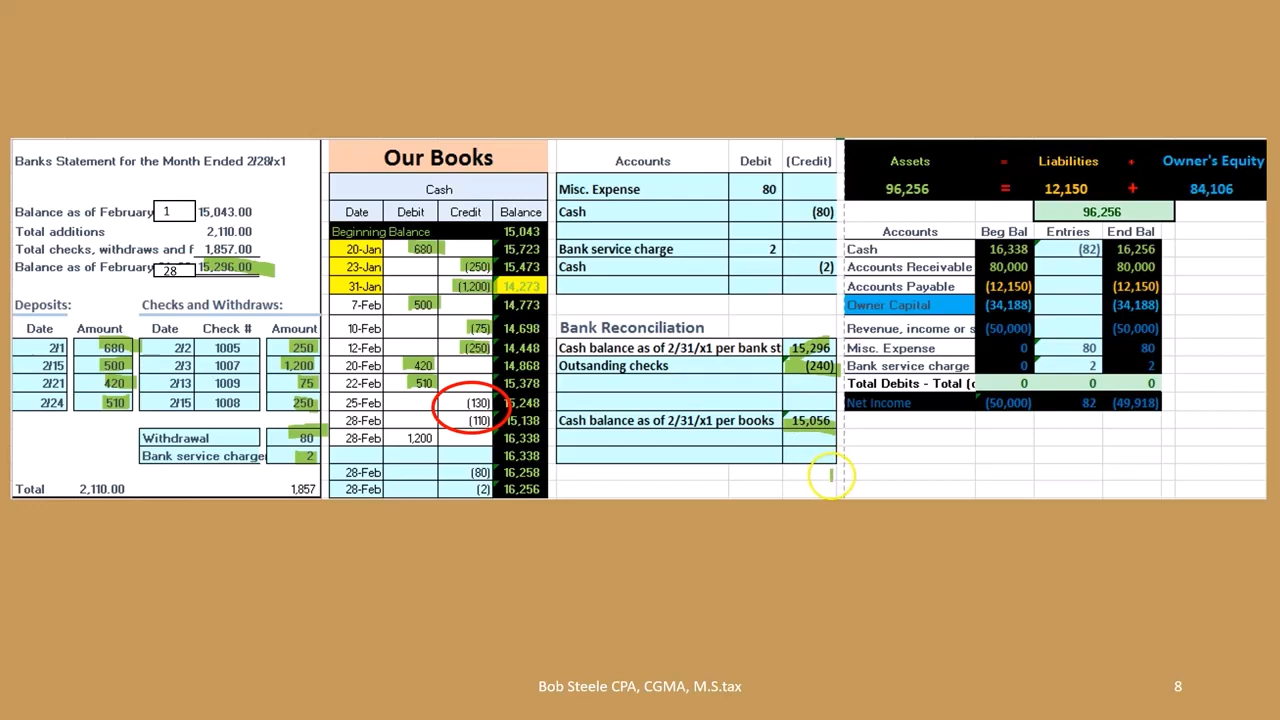 Banks Statement for the Month Ended 2/28/x1
Balance as of February 1 15,043.00
Total additions 2,110.00
Total checks, withdraws and f 1,857.00
Balance as of February 28 15,296.00
Deposits: Checks and Withdraws:
Date Amount Date Check # Amount
2/1 680 2/2 1005 250
2/15 500 2/3 1007 1,200
2/21 420 2/13 1009 75
2/24 510 2/15 1008 250
Withdrawal 80
Bank service charge 2
Total 2,110.00 1,857
Our Books
Cash
Date Debit Credit Balance
Beginning Balance 15,043
20-Jan 680 15,723
23-Jan (250) 15,473
31-Jan (1,200) 14,273
7-Feb 500 14,773
10-Feb (75) 14,698
12-Feb (250) 14,448
20-Feb 420 14,868
22-Feb 510 15,378
25-Feb (130) 15,248
28-Feb (110) 15,138
28-Feb 1,200 16,338
16,338
28-Feb (80) 16,258
28-Feb (2) 16,256
Accounts Debit (Credit)
Misc. Expense 80
Cash (80)
Bank service charge 2
Cash (2)
Bank Reconciliation
Cash balance as of 2/31/x1 per bank st 15,296
Outsanding checks (240)
Cash balance as of 2/31/x1 per books 15,056
Assets = Liabilities + Owner's Equity
96,256 = 12,150 + 84,106
96,256
Accounts Beg Bal Entries End Bal
Cash 16,338 (82) 16,256
Accounts Receivable 80,000 80,000
Accounts Payable (12,150) (12,150)
Owner Capital (34,188) (34,188)
Revenue, income or s (50,000) (50,000)
Misc. Expense 0 80 80
Bank service charge 0 2 2
Total Debits - Total (c 0 0 0
Net Income (50,000) 82 (49,918)
Bob Steele CPA, CGMA, M.S.tax 8